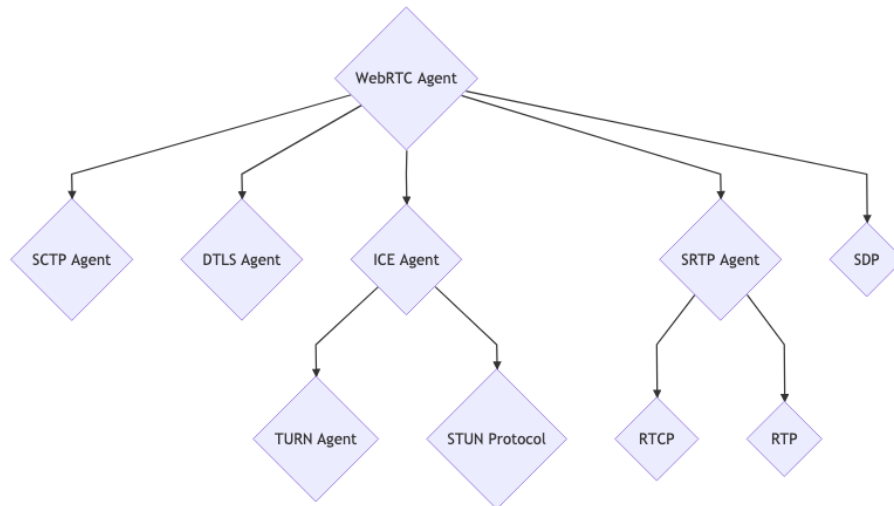 WebRTC Agent
SCTP Agent
DTLS Agent
ICE Agent
SRTP Agent
SDP
TURN Agent
STUN Protocol
RTCP
RTP